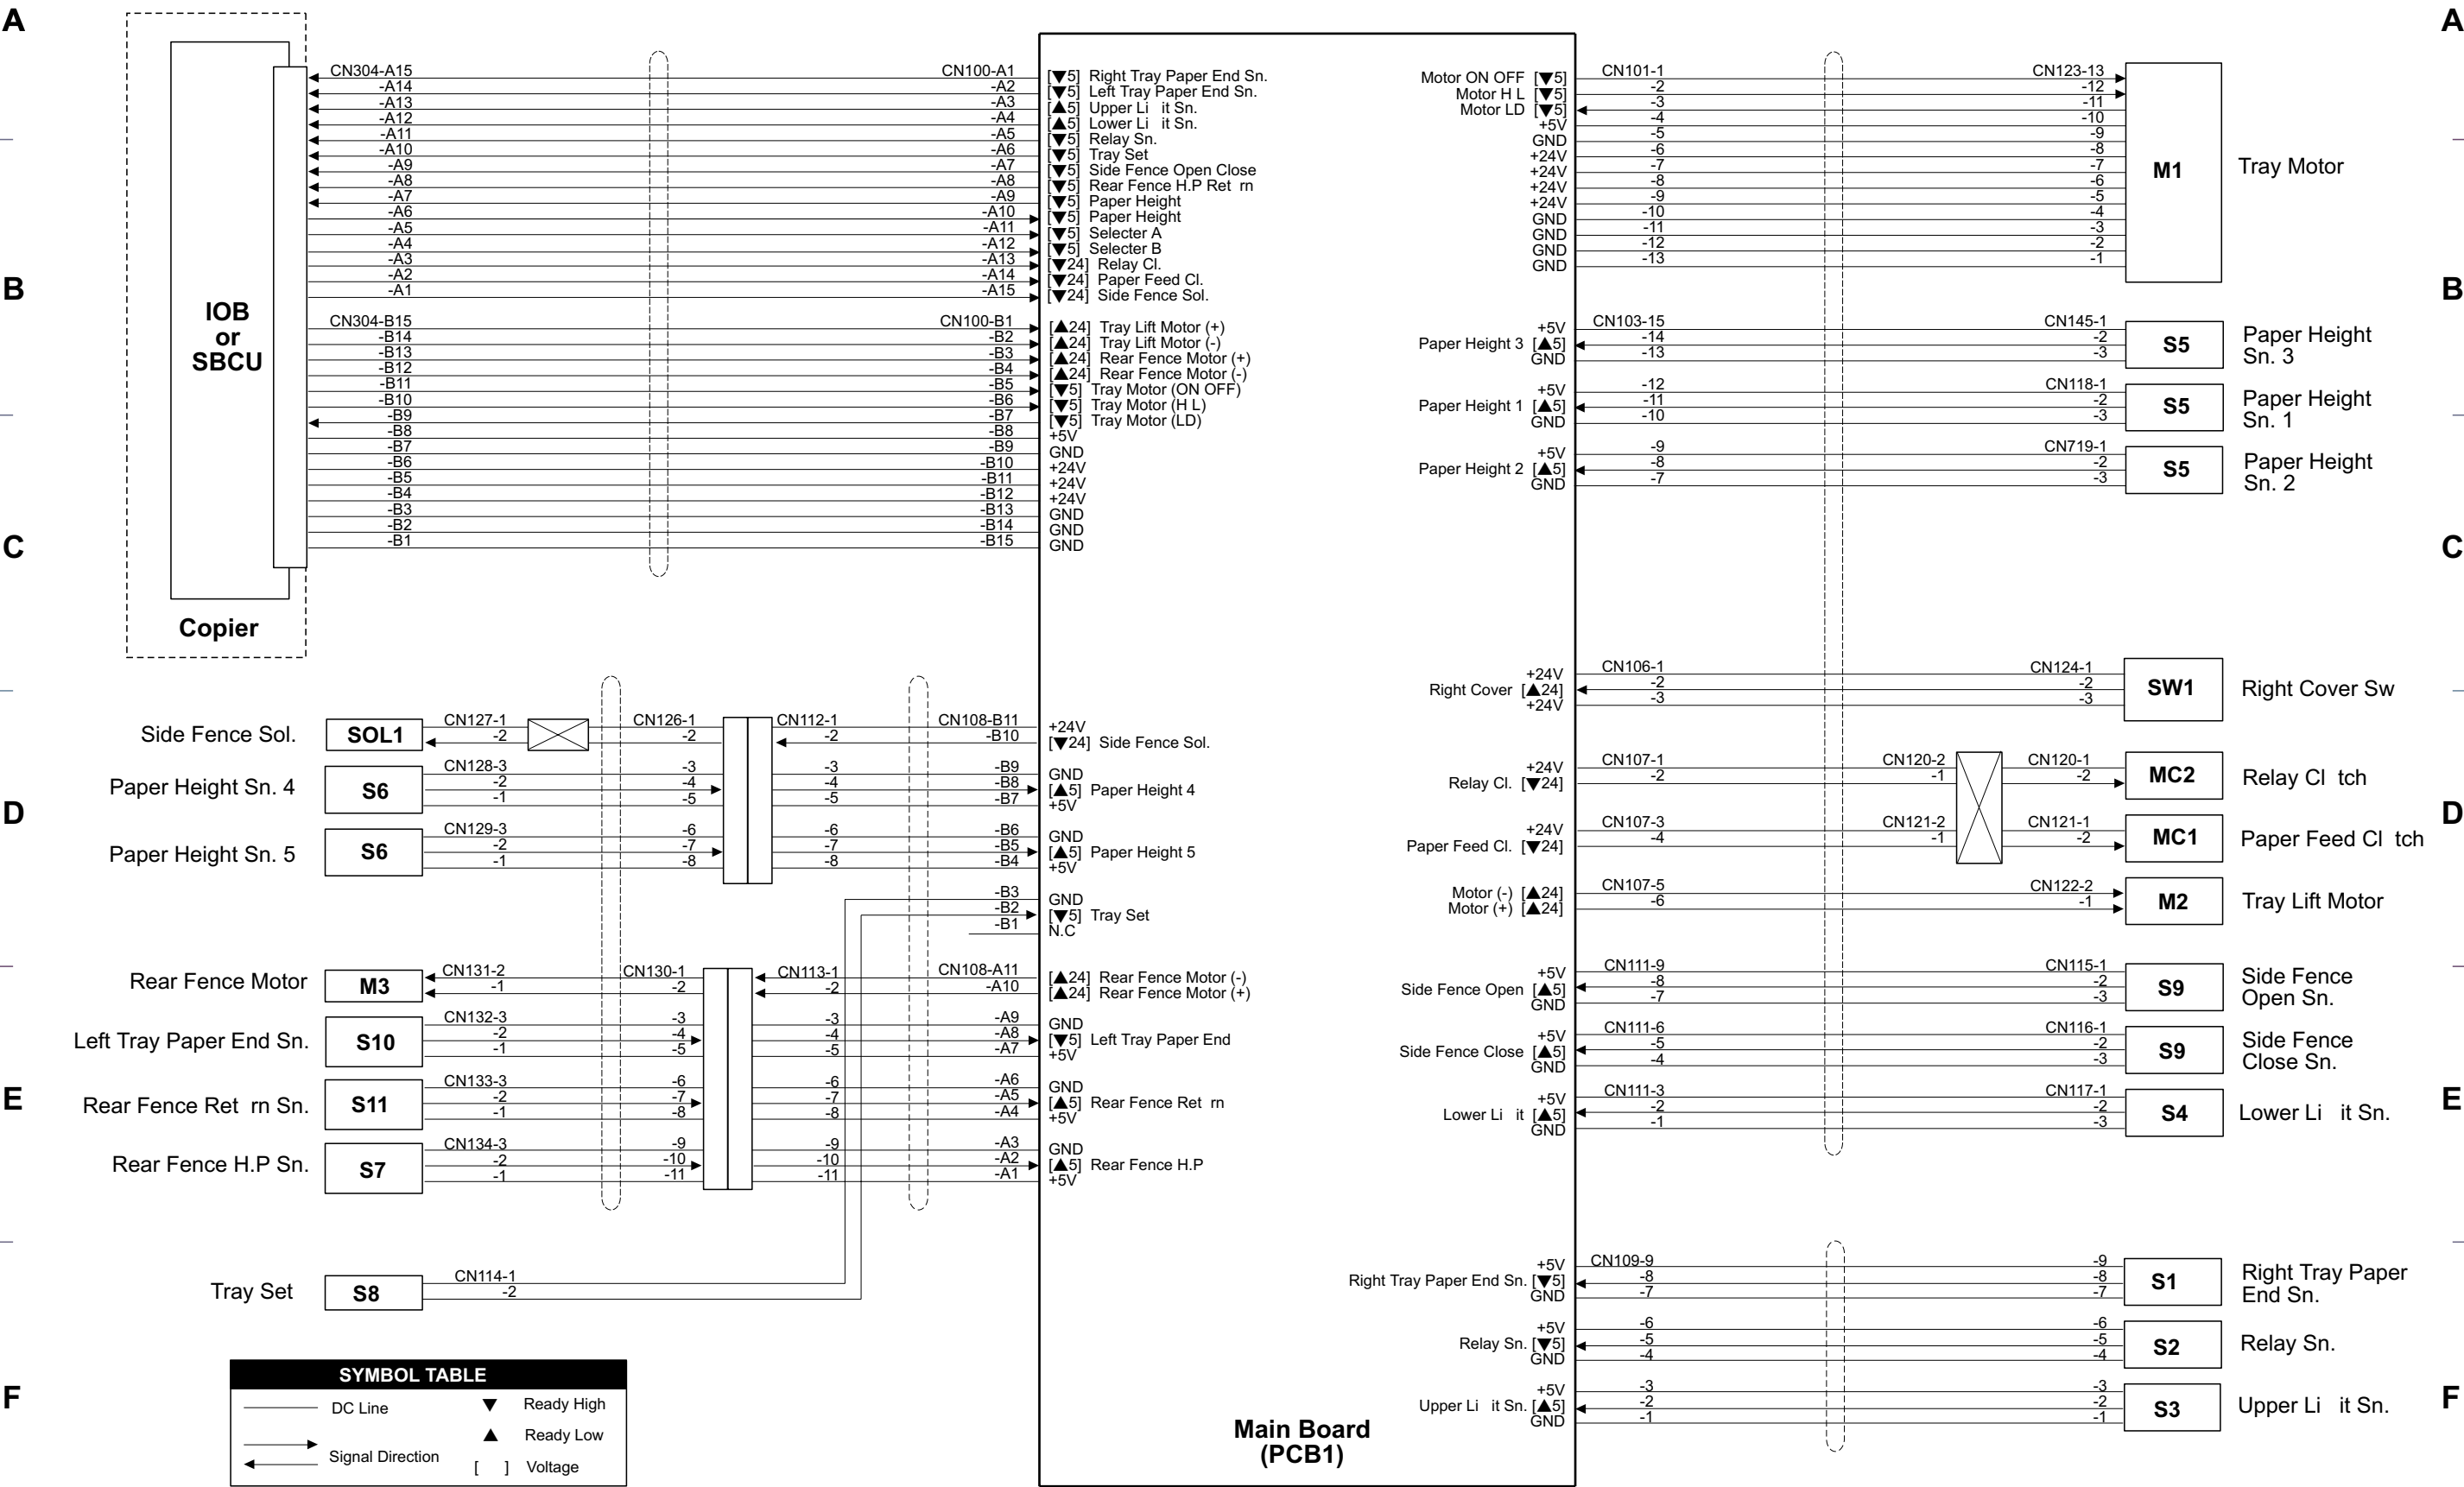 A
A
CN304-A15 CN100-A1 [▼5] Right Tray Paper End Sn.
-A14 -A2 [▼5] Left Tray Paper End Sn.
-A13 -A3 [▲5] Upper Li it Sn.
-A12 -A4 [▲5] Lower Li it Sn.
-A11 -A5 [▼5] Relay Sn.
-A10 -A6 [▼5] Tray Set
-A9 -A7 [▼5] Side Fence Open Close
-A8 -A8 [▼5] Rear Fence H.P Ret rn
-A7 -A9 [▼5] Paper Height
-A6 -A10 [▼5] Paper Height
-A5 -A11 [▼5] Selecter A
-A4 -A12 [▼5] Selecter B
-A3 -A13 [▼24] Relay Cl.
-A2 -A14 [▼24] Paper Feed Cl.
-A1 -A15 [▼24] Side Fence Sol.
B
IOB
or
SBCU
CN304-B15 CN100-B1 [▲24] Tray Lift Motor (+)
-B14 -B2 [▲24] Tray Lift Motor (-)
-B13 -B3 [▲24] Rear Fence Motor (+)
-B12 -B4 [▲24] Rear Fence Motor (-)
-B11 -B5 [▼5] Tray Motor (ON OFF)
-B10 -B6 [▼5] Tray Motor (H L)
-B9 -B7 [▼5] Tray Motor (LD)
-B8 -B8 +5V
-B7 -B9 GND
-B6 -B10 +24V
-B5 -B11 +24V
-B4 -B12 +24V
-B3 -B13 GND
-B2 -B14 GND
-B1 -B15 GND
C
Copier
Motor ON OFF [▼5] CN101-1 CN123-13
Motor H L [▼5] -2 -12
Motor LD [▼5] -3 -11
+5V -4 -10
GND -5 -9
+24V -6 -8
+24V -7 -7
+24V -8 -6
+24V -9 -5
GND -10 -4
GND -11 -3
GND -12 -2
GND -13 -1
M1 Tray Motor
B
+5V CN103-15 CN145-1
Paper Height 3 [▲5] -14 -2
GND -13 -3
S5 Paper Height
Sn. 3
+5V -12 CN118-1
Paper Height 1 [▲5] -11 -2
GND -10 -3
S5 Paper Height
Sn. 1
+5V -9 CN719-1
Paper Height 2 [▲5] -8 -2
GND -7 -3
S5 Paper Height
Sn. 2
C
Side Fence Sol. SOL1 CN127-1 CN126-1 CN112-1 CN108-B11 +24V
-2 -2 -2 -B10 [▼24] Side Fence Sol.
Paper Height Sn. 4 S6 CN128-3 -3 -3 -B9 GND
-2 -4 -4 -B8 [▲5] Paper Height 4
-1 -5 -5 -B7 +5V
D
Paper Height Sn. 5 S6 CN129-3 -6 -6 -B6 GND
-2 -7 -7 -B5 [▲5] Paper Height 5
-1 -8 -8 -B4 +5V
-B3 GND
-B2 [▼5] Tray Set
-B1 N.C
Rear Fence Motor M3 CN131-2 CN130-1 CN113-1 CN108-A11 [▲24] Rear Fence Motor (-)
-1 -2 -2 -A10 [▲24] Rear Fence Motor (+)
Left Tray Paper End Sn. S10 CN132-3 -3 -3 -A9 GND
-2 -4 -4 -A8 [▼5] Left Tray Paper End
-1 -5 -5 -A7 +5V
E
Rear Fence Ret rn Sn. S11 CN133-3 -6 -6 -A6 GND
-2 -7 -7 -A5 [▲5] Rear Fence Ret rn
-1 -8 -8 -A4 +5V
Rear Fence H.P Sn. S7 CN134-3 -9 -9 -A3 GND
-2 -10 -10 -A2 [▲5] Rear Fence H.P
-1 -11 -11 -A1 +5V
Tray Set S8 CN114-1
-2
+24V CN106-1 CN124-1
Right Cover [▲24] -2 -2
+24V -3 -3
SW1 Right Cover Sw
+24V CN107-1 CN120-2 CN120-1
Relay Cl. [▼24] -2 -1 -2
MC2 Relay Cl tch
D
+24V CN107-3 CN121-2 CN121-1
Paper Feed Cl. [▼24] -4 -1 -2
MC1 Paper Feed Cl tch
Motor (-) [▲24] CN107-5 CN122-2
Motor (+) [▲24] -6 -1
M2 Tray Lift Motor
+5V CN111-9 CN115-1
Side Fence Open [▲5] -8 -2
GND -7 -3
S9 Side Fence
Open Sn.
+5V CN111-6 CN116-1
Side Fence Close [▲5] -5 -2
GND -4 -3
S9 Side Fence
Close Sn.
E
+5V CN111-3 CN117-1
Lower Li it [▲5] -2 -2
GND -1 -3
S4 Lower Li it Sn.
+5V CN109-9 -9
Right Tray Paper End Sn. [▼5] -8 -8
GND -7 -7
S1 Right Tray Paper
End Sn.
+5V -6 -6
Relay Sn. [▼5] -5 -5
GND -4 -4
S2 Relay Sn.
+5V -3 -3
Upper Li it Sn. [▲5] -2 -2
GND -1 -1
S3 Upper Li it Sn.
F
F
SYMBOL TABLE
DC Line ▼ Ready High
▲ Ready Low
Signal Direction [ ] Voltage
Main Board
(PCB1)